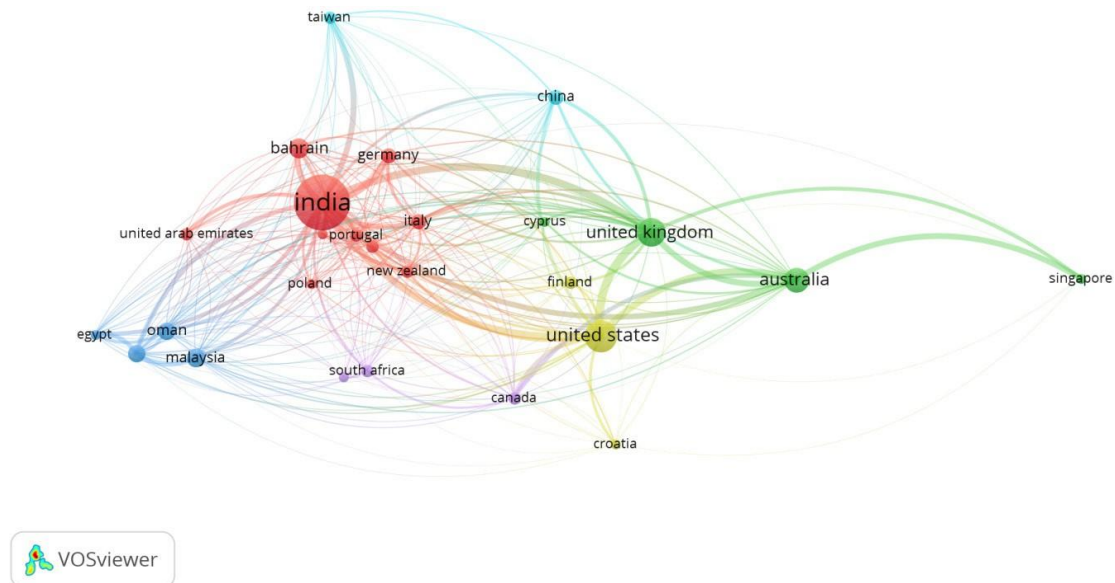 taiwan
china
bahrain
germany
india
united arab emirates
portugal
italy
cyprus
united kingdom
poland
new zealand
finland
australia
singapore
egypt
oman
malaysia
united states
south africa
canada
croatia
VOSviewer